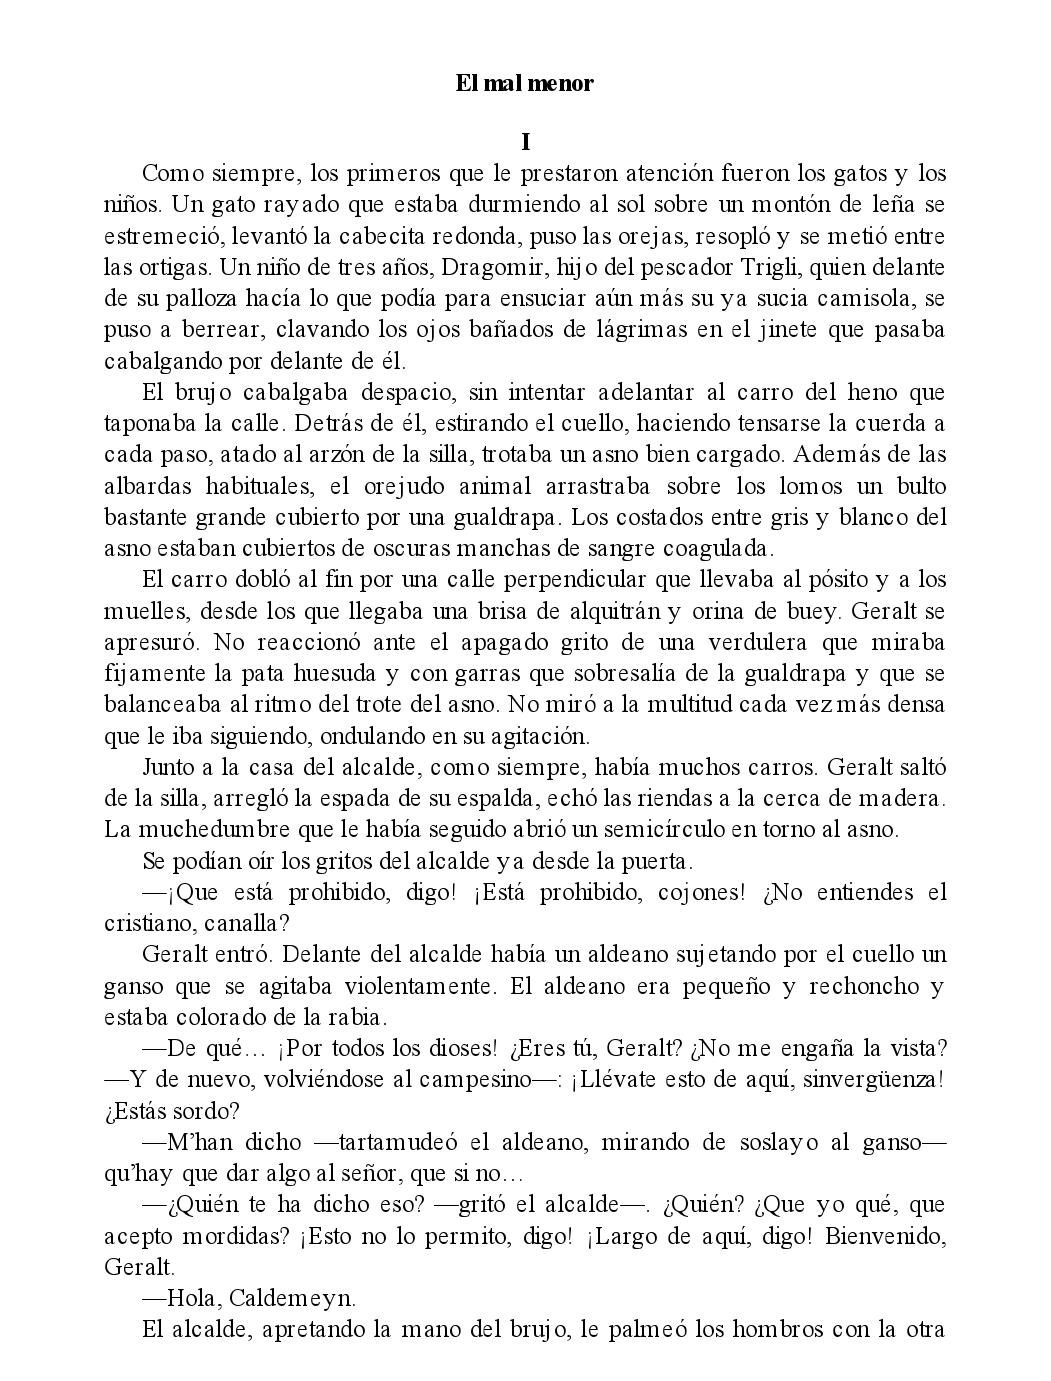 El mal menor
I
Como siempre, los primeros que le prestaron atención fueron los gatos y los
niños. Un gato rayado que estaba durmiendo al sol sobre un montón de leña se
estremeció, levantó la cabecita redonda, puso las orejas, resopló y se metió entre
las ortigas. Un niño de tres años, Dragomir, hijo del pescador Trigli, quien delante
de su palloza hacía lo que podía para ensuciar aún más su ya sucia camisola, se
puso a berrear, clavando los ojos bañados de lágrimas en el jinete que pasaba
cabalgando por delante de él.
El brujo cabalgaba despacio, sin intentar adelantar al carro del heno que
taponaba la calle. Detrás de él, estirando el cuello, haciendo tensarse la cuerda a
cada paso, atado al arzón de la silla, trotaba un asno bien cargado. Además de las
albardas habituales, el orejudo animal arrastraba sobre los lomos un bulto
bastante grande cubierto por una gualdrapa. Los costados entre gris y blanco del
asno estaban cubiertos de oscuras manchas de sangre coagulada.
El carro dobló al fin por una calle perpendicular que llevaba al pósito y a los
muelles, desde los que llegaba una brisa de alquitrán y orina de buey. Geralt se
apresuró. No reaccionó ante el apagado grito de una verdulera que miraba
fijamente la pata huesuda y con garras que sobresalía de la gualdrapa y que se
balanceaba al ritmo del trote del asno. No miró a la multitud cada vez más densa
que le iba siguiendo, ondulando en su agitación.
Junto a la casa del alcalde, como siempre, había muchos carros. Geralt saltó
de la silla, arregló la espada de su espalda, echó las riendas a la cerca de madera.
La muchedumbre que le había seguido abrió un semicírculo en torno al asno.
Se podían oír los gritos del alcalde ya desde la puerta.
—¡Que está prohibido, digo! ¡Está prohibido, cojones! ¿No entiendes el
cristiano, canalla?
Geralt entró. Delante del alcalde había un aldeano sujetando por el cuello un
ganso que se agitaba violentamente. El aldeano era pequeño y rechoncho y
estaba colorado de la rabia.
—De qué… ¡Por todos los dioses! ¿Eres tú, Geralt? ¿No me engaña la vista?
—Y de nuevo, volviéndose al campesino—: ¡Llévate esto de aquí, sinvergüenza!
¿Estás sordo?
—M’han dicho —tartamudeó el aldeano, mirando de soslayo al ganso—
qu’hay que dar algo al señor, que si no…
—¿Quién te ha dicho eso? —gritó el alcalde—. ¿Quién? ¿Que yo qué, que
acepto mordidas? ¡Esto no lo permito, digo! ¡Largo de aquí, digo! Bienvenido,
Geralt.
—Hola, Caldemeyn.
El alcalde, apretando la mano del brujo, le palmeó los hombros con la otra